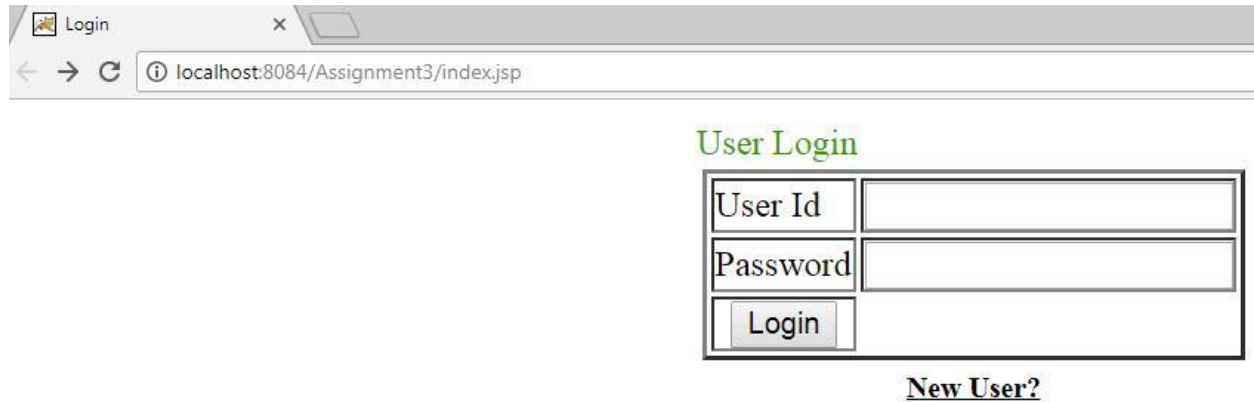 Login
localhost:8084/Assignment3/index.jsp
User Login
User Id
Password
Login
New User?